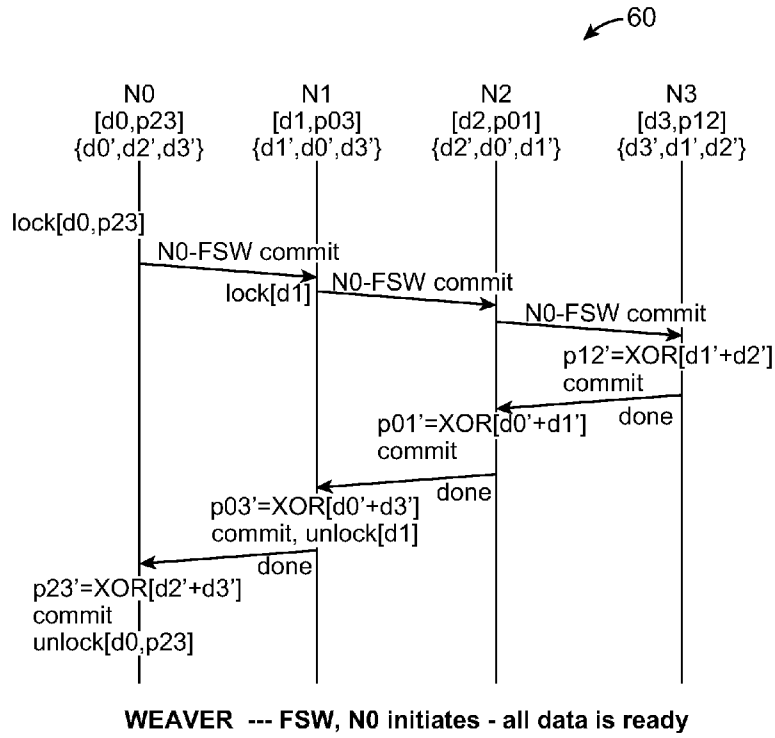 60
N0 N1 N2 N3
[d0,p23] [d1,p03] [d2,p01] [d3,p12]
{d0',d2',d3'} {d1',d0',d3'} {d2',d0',d1'} {d3',d1',d2'}
lock[d0,p23]
N0-FSW commit
lock[d1]
N0-FSW commit
N0-FSW commit
p12'=XOR[d1'+d2']
commit
done
p01'=XOR[d0'+d1']
commit
done
p03'=XOR[d0'+d3']
commit, unlock[d1]
done
p23'=XOR[d2'+d3']
commit
unlock[d0,p23]
WEAVER --- FSW, N0 initiates - all data is ready